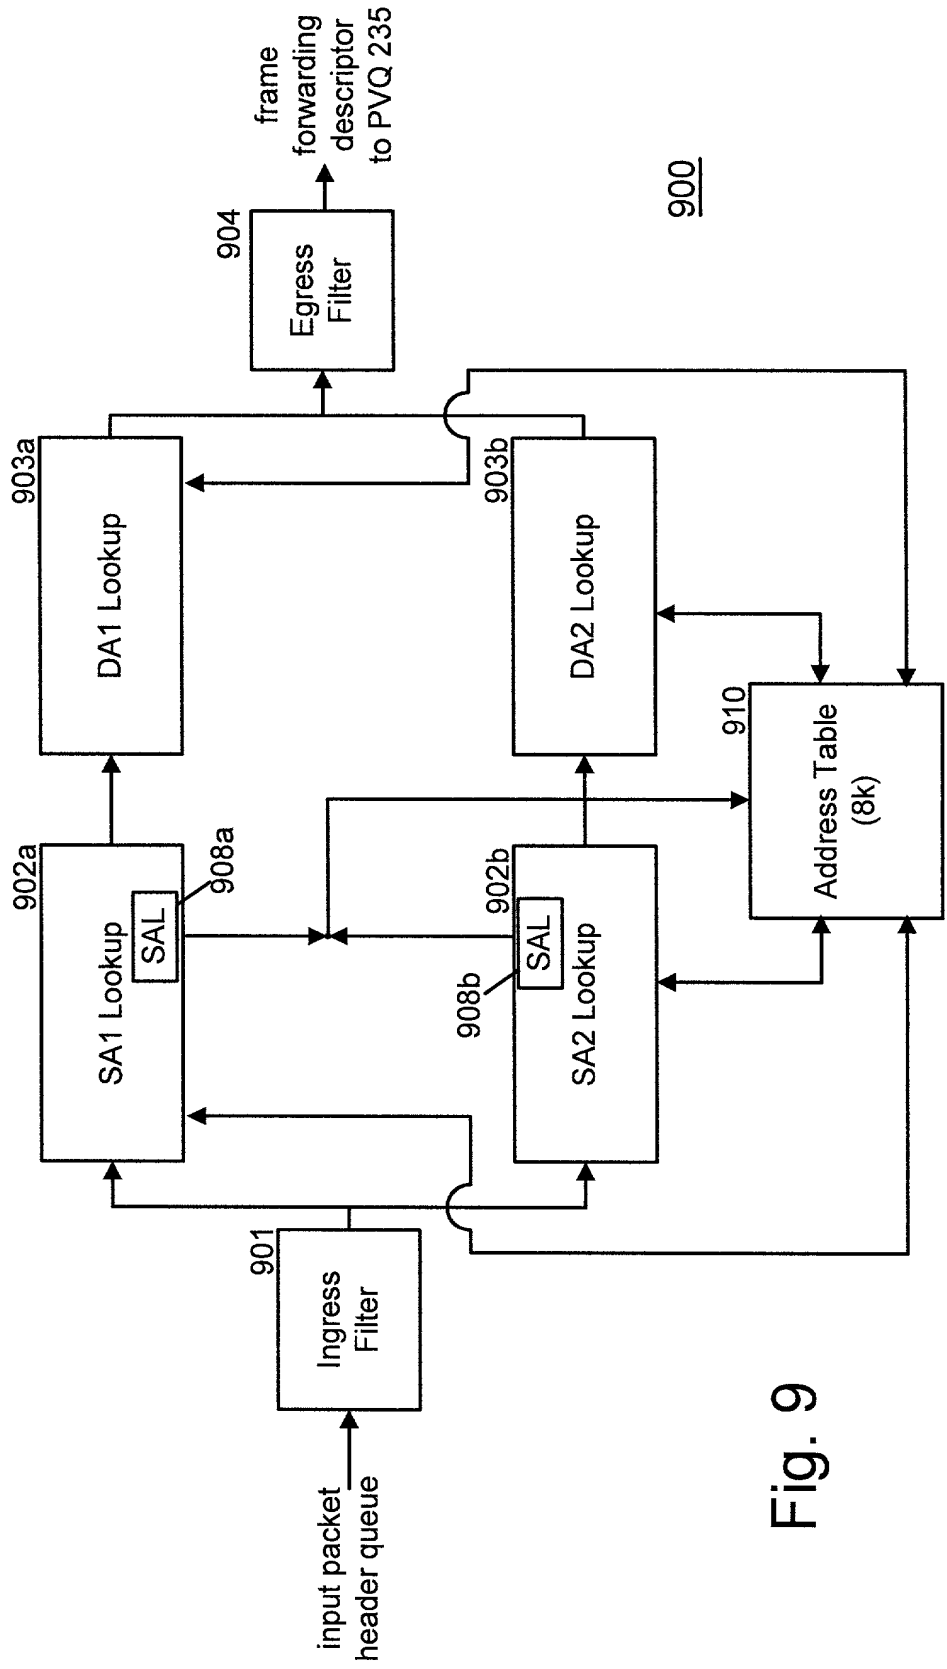 input packet
header queue
901
Ingress
Filter
902a
SA1 Lookup
SAL
908a
902b
SA2 Lookup
SAL
908b
903a
DA1 Lookup
903b
DA2 Lookup
910
Address Table
(8k)
904
Egress
Filter
frame
forwarding
descriptor
to PVQ 235
900
Fig. 9